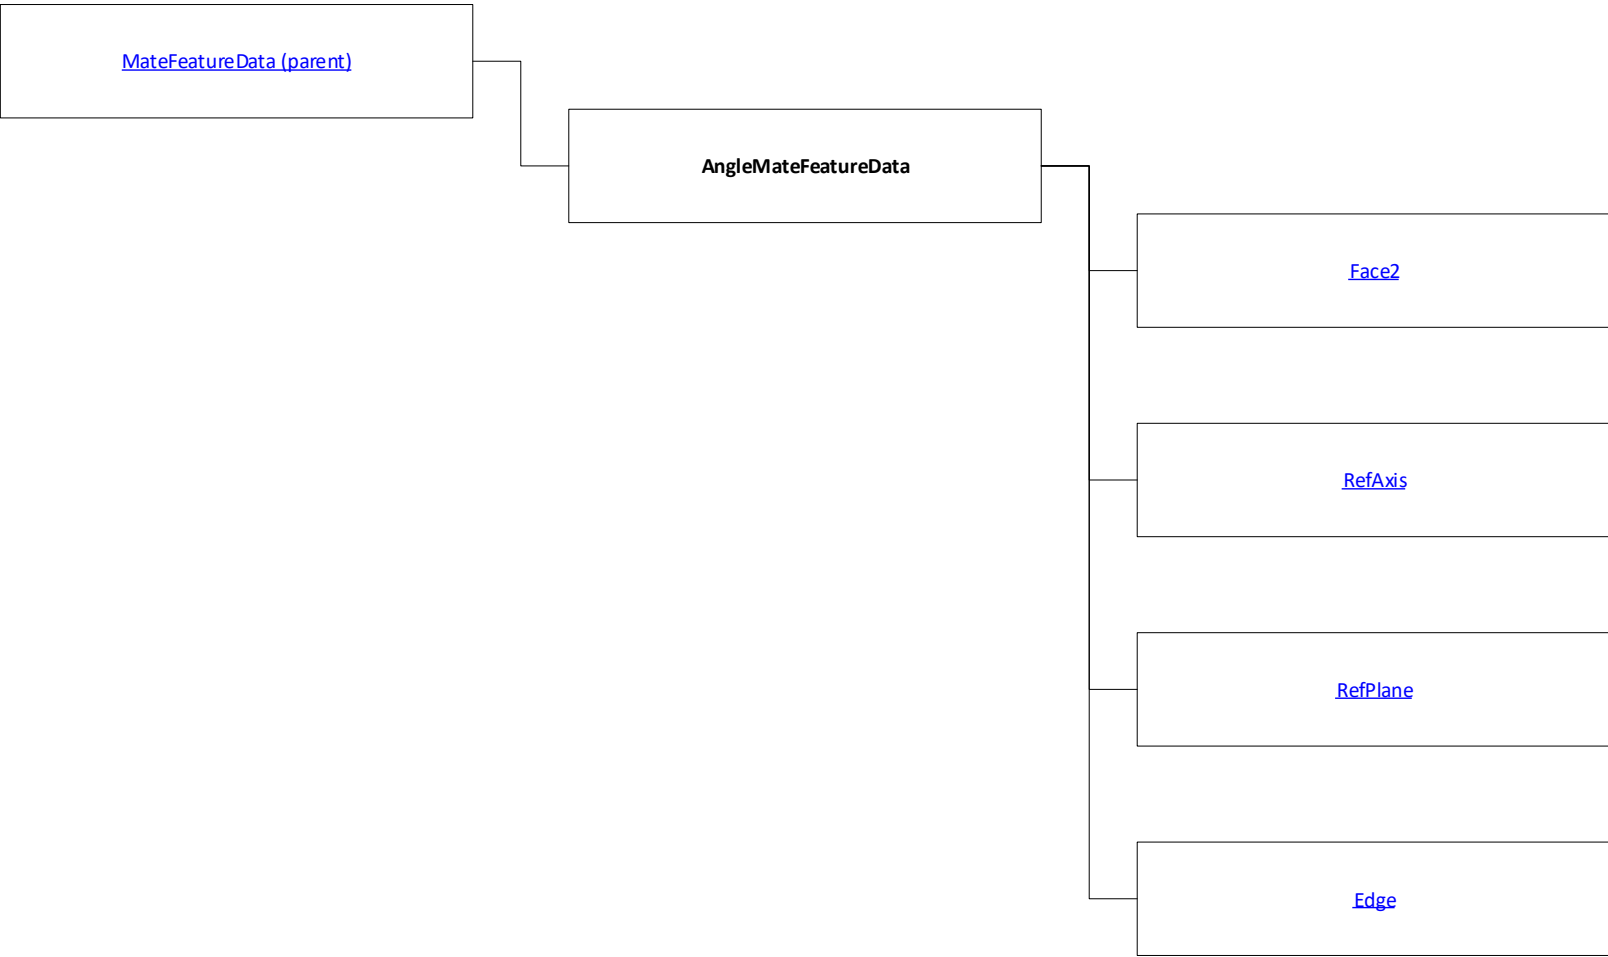 MateFeatureData (parent)
AngleMateFeatureData
Face2
RefAxis
RefPlane
Edge